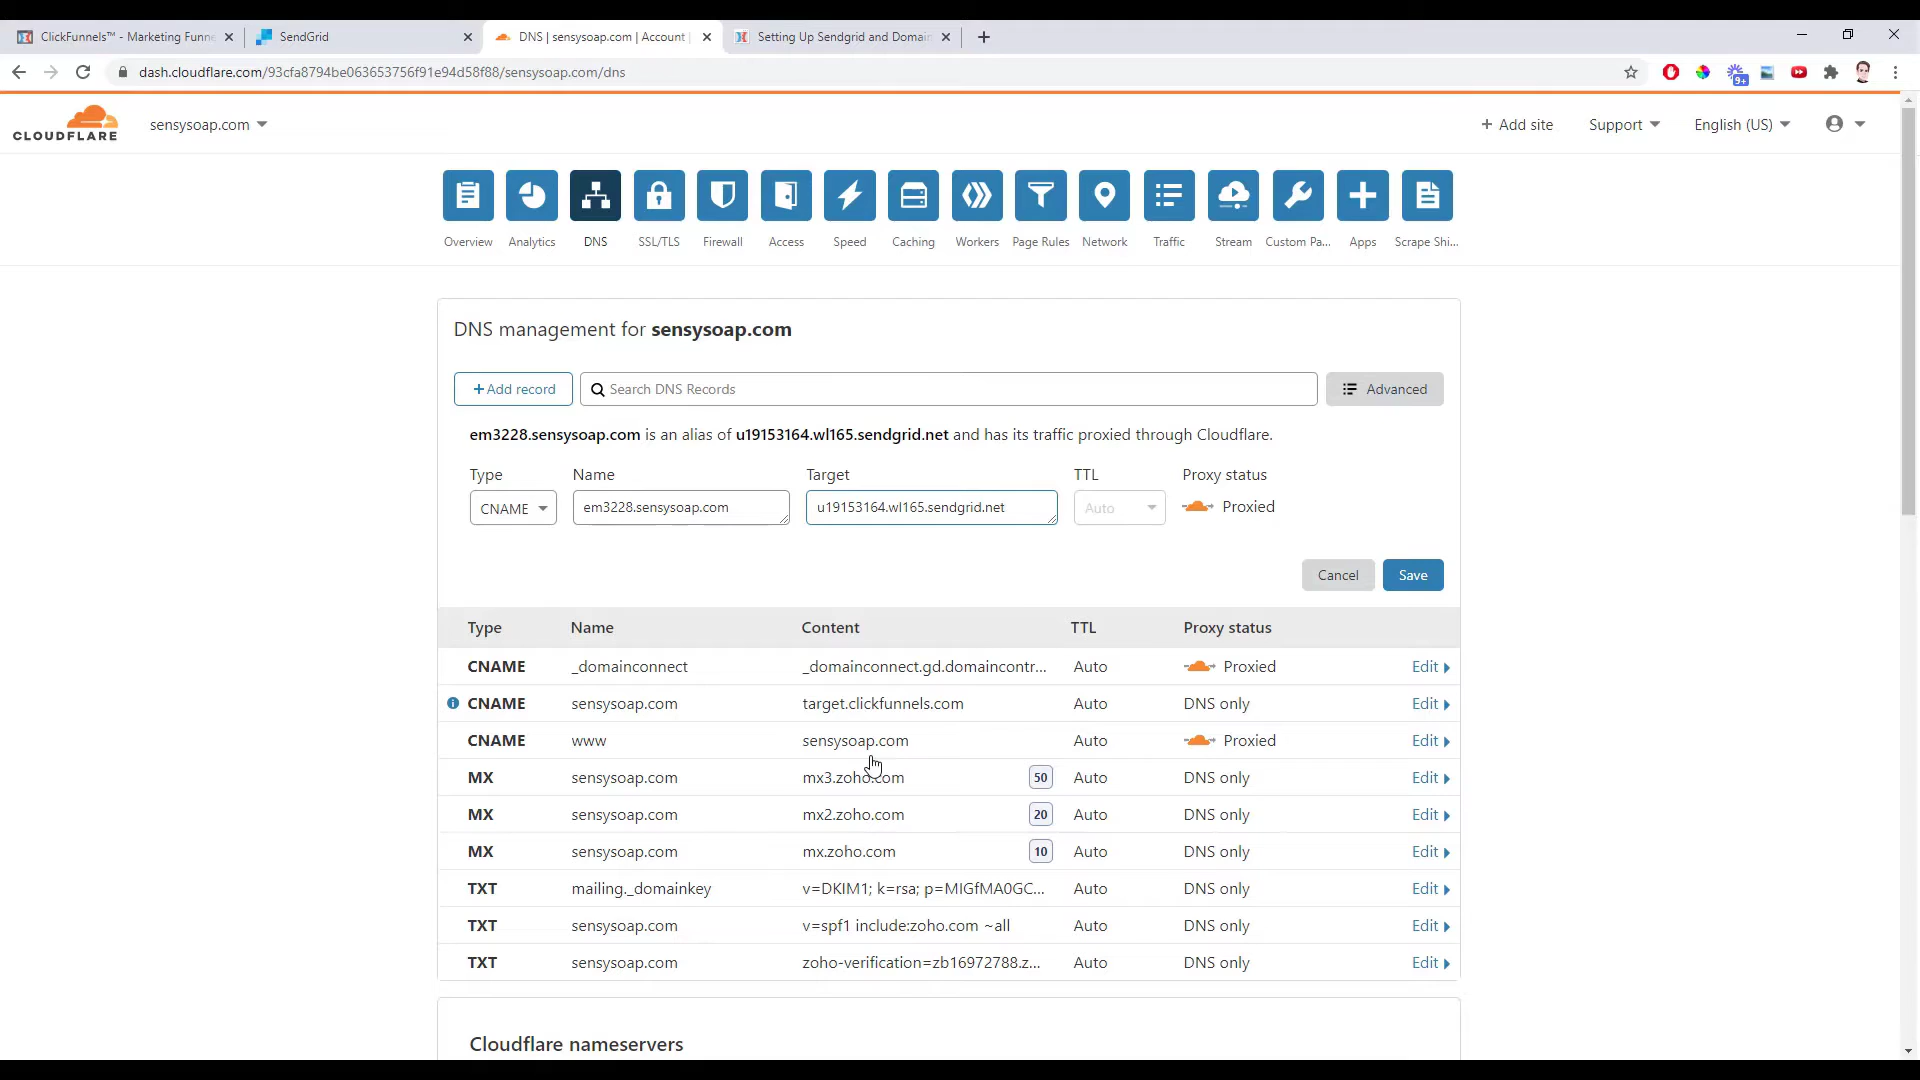 ClickFunnels™ - Marketing Funne
SendGrid
DNS | sensysoap.com | Account
Setting Up Sendgrid and Domai
dash.cloudflare.com/93cfa8794be063653756f91e94d58f88/sensysoap.com/dns
9+
CLOUDFLARE
sensysoap.com
+ Add site
Support
English (US)
Overview
Analytics
DNS
SSL/TLS
Firewall
Access
Speed
Caching
Workers
Page Rules
Network
Traffic
Stream
Custom Pa...
Apps
Scrape Shi...
DNS management for sensysoap.com
+ Add record
Search DNS Records
Advanced
em3228.sensysoap.com is an alias of u19153164.wl165.sendgrid.net and has its traffic proxied through Cloudflare.
Type Name Target TTL Proxy status
CNAME em3228.sensysoap.com u19153164.wl165.sendgrid.net Auto Proxied
Cancel Save
Type Name Content TTL Proxy status
CNAME _domainconnect _domainconnect.gd.domaincontr... Auto Proxied Edit
CNAME sensysoap.com target.clickfunnels.com Auto DNS only Edit
CNAME www sensysoap.com Auto Proxied Edit
MX sensysoap.com mx3.zoho.com 50 Auto DNS only Edit
MX sensysoap.com mx2.zoho.com 20 Auto DNS only Edit
MX sensysoap.com mx.zoho.com 10 Auto DNS only Edit
TXT mailing._domainkey v=DKIM1; k=rsa; p=MIGfMA0GC... Auto DNS only Edit
TXT sensysoap.com v=spf1 include:zoho.com ~all Auto DNS only Edit
TXT sensysoap.com zoho-verification=zb16972788.z... Auto DNS only Edit
Cloudflare nameservers